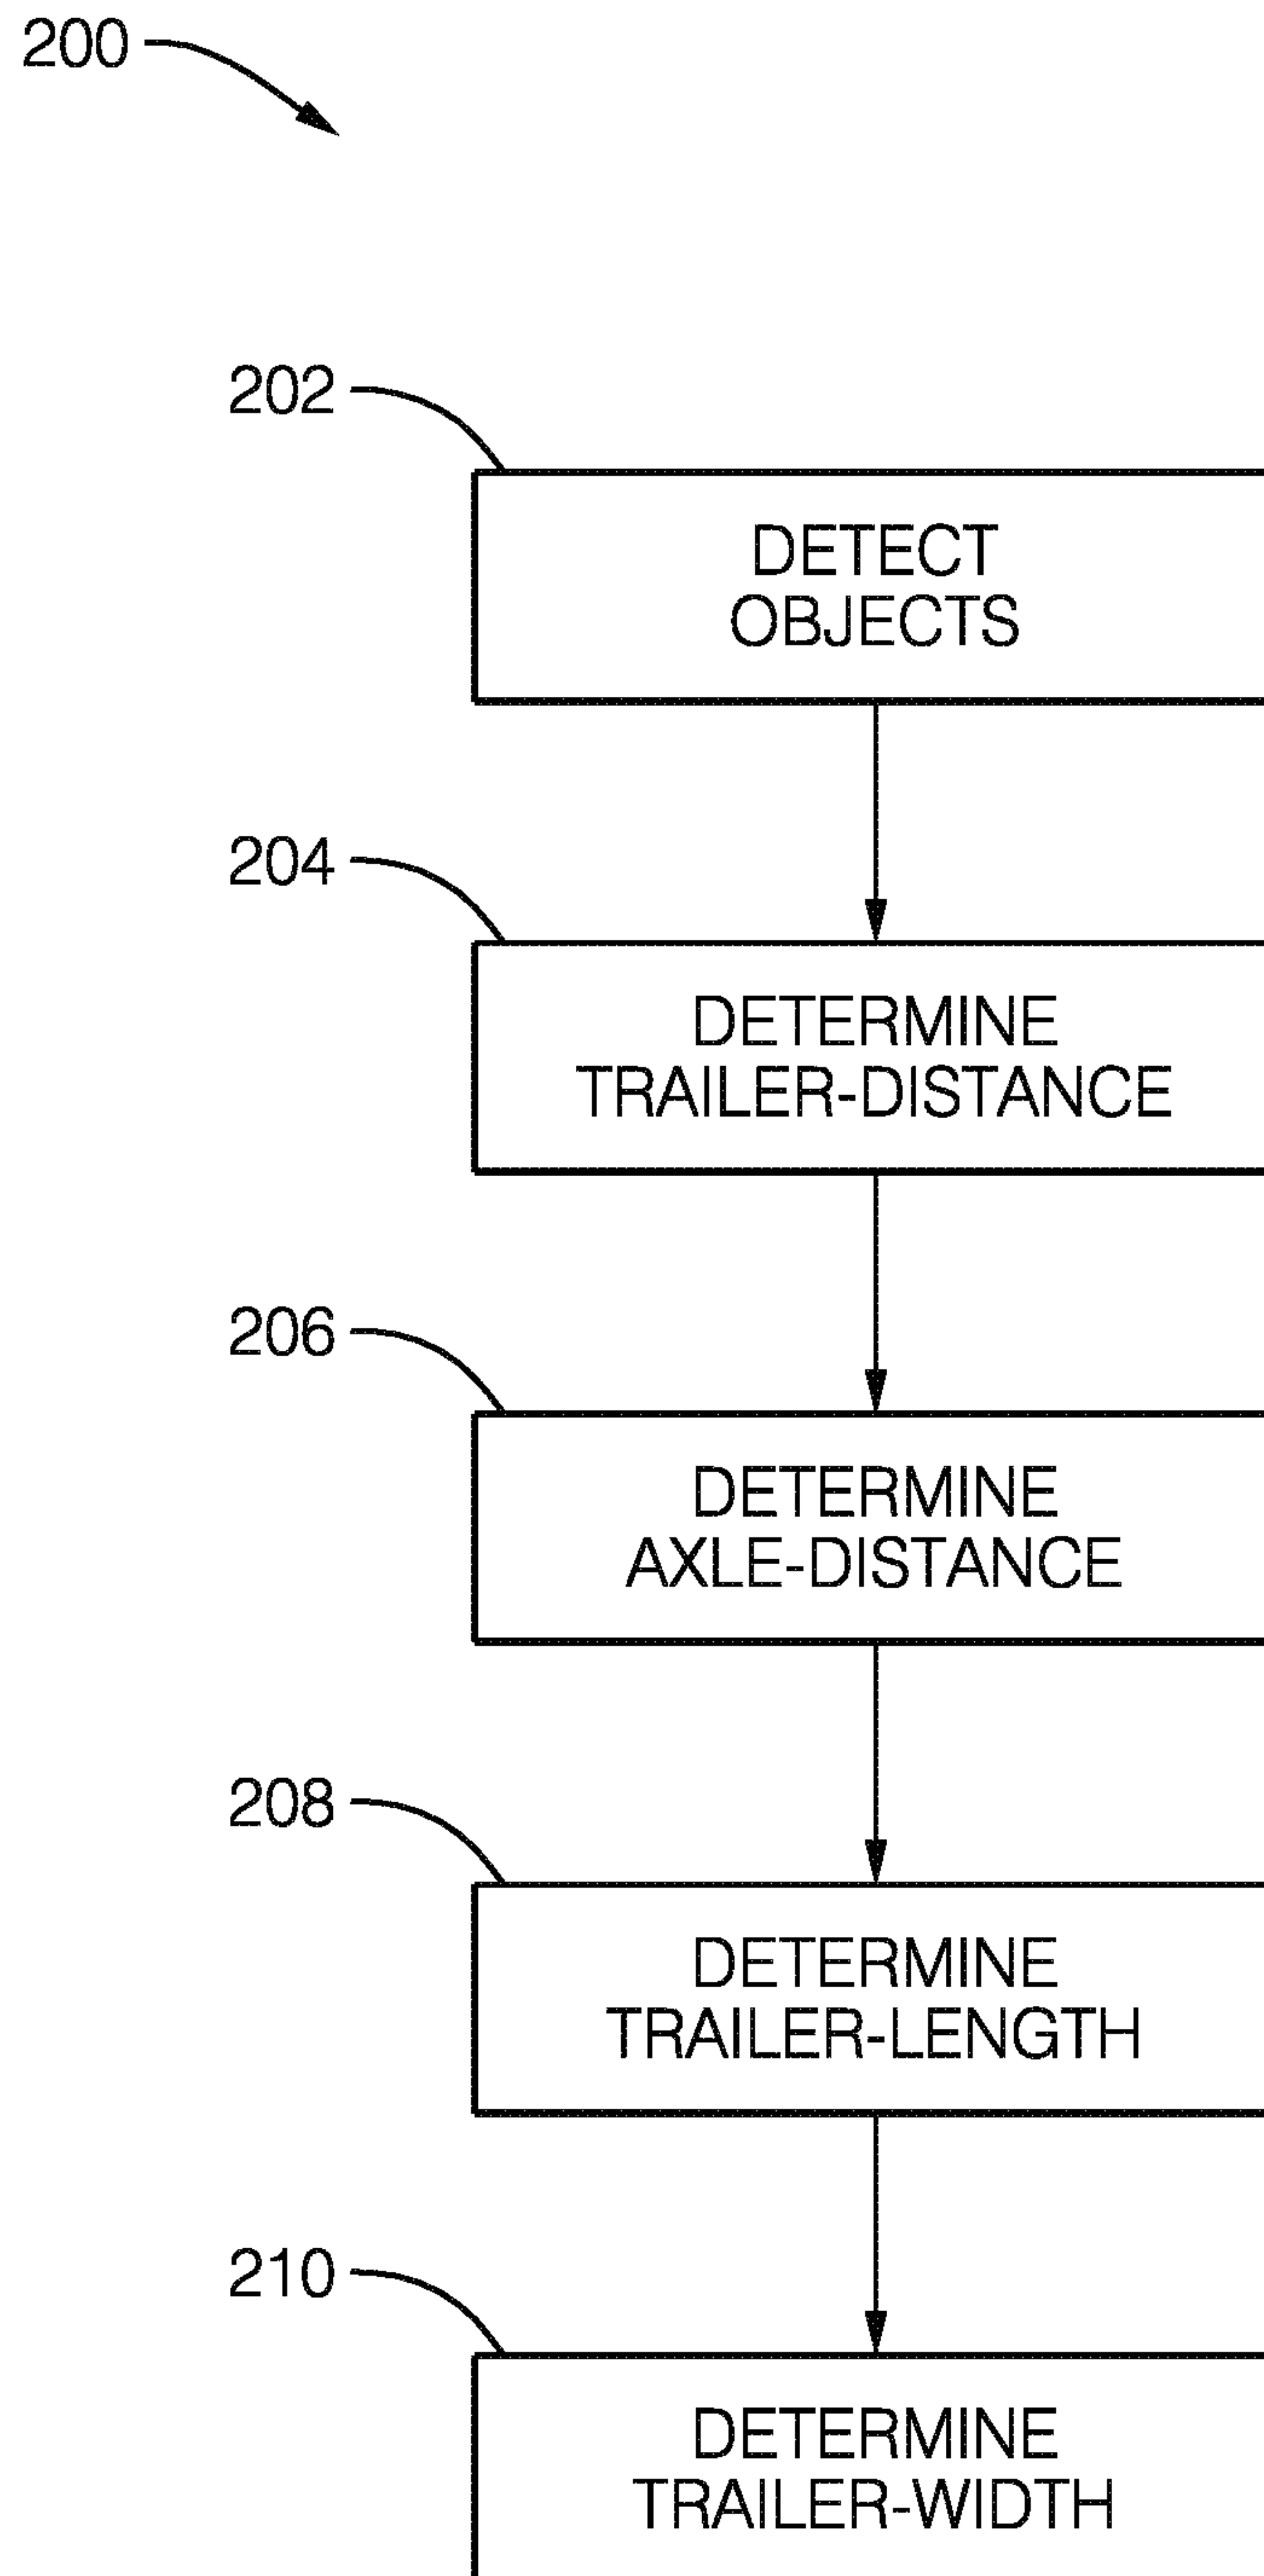 200
202
DETECT
OBJECTS
204
DETERMINE
TRAILER-DISTANCE
206
DETERMINE
AXLE-DISTANCE
208
DETERMINE
TRAILER-LENGTH
210
DETERMINE
TRAILER-WIDTH